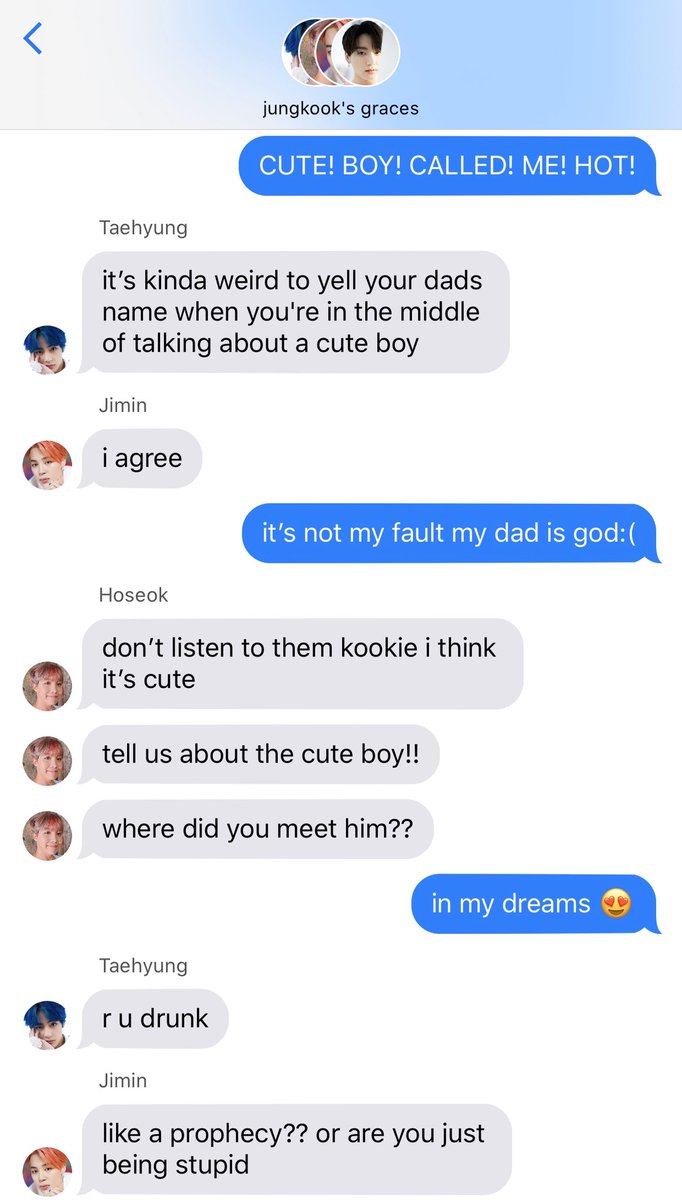 jungkook's graces
CUTE! BOY! CALLED! ME! HOT!
Taehyung
it’s kinda weird to yell your dads
name when you're in the middle
of talking about a cute boy
Jimin
i agree
it’s not my fault my dad is god:(
Hoseok
don’t listen to them kookie i think
it’s cute
tell us about the cute boy!!
where did you meet him??
in my dreams 😍
Taehyung
r u drunk
Jimin
like a prophecy?? or are you just
being stupid